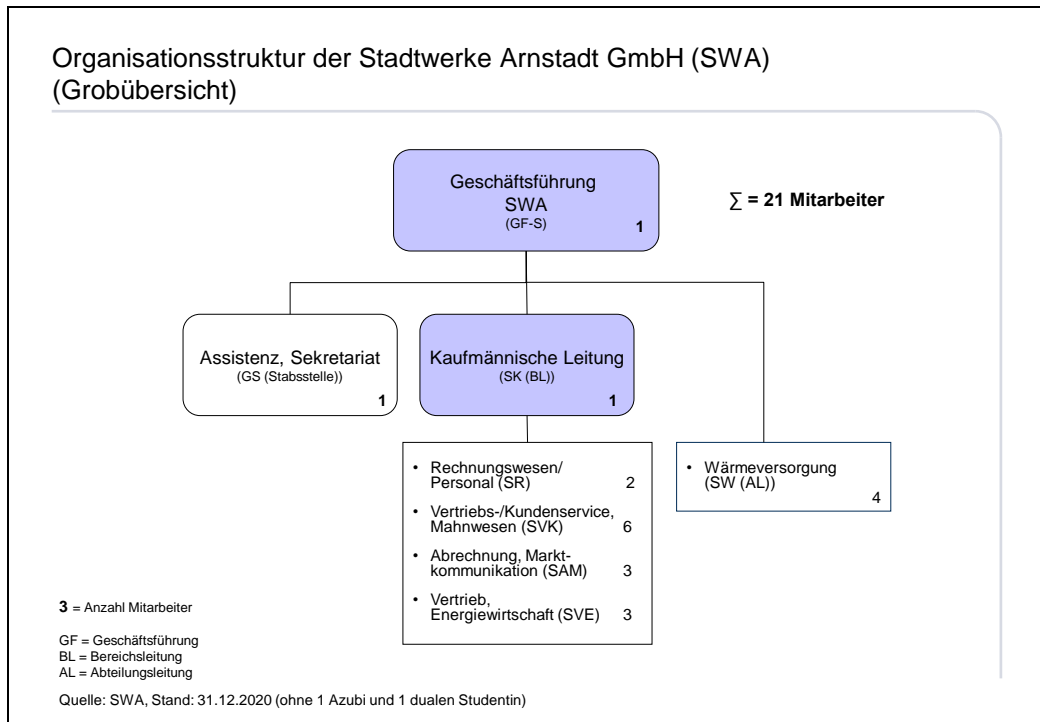 Organisationsstruktur der Stadtwerke Arnstadt GmbH (SWA)
(Grobübersicht)
Geschäftsführung
SWA
(GF-S)
1
∑ = 21 Mitarbeiter
Assistenz, Sekretariat
(GS (Stabsstelle))
1
Kaufmännische Leitung
(SK (BL))
1
• Rechnungswesen/
Personal (SR) 2
• Vertriebs-/Kundenservice,
Mahnwesen (SVK) 6
• Abrechnung, Markt-
kommunikation (SAM) 3
• Vertrieb,
Energiewirtschaft (SVE) 3
• Wärmeversorgung
(SW (AL))
4
3 = Anzahl Mitarbeiter
GF = Geschäftsführung
BL = Bereichsleitung
AL = Abteilungsleitung
Quelle: SWA, Stand: 31.12.2020 (ohne 1 Azubi und 1 dualen Studentin)